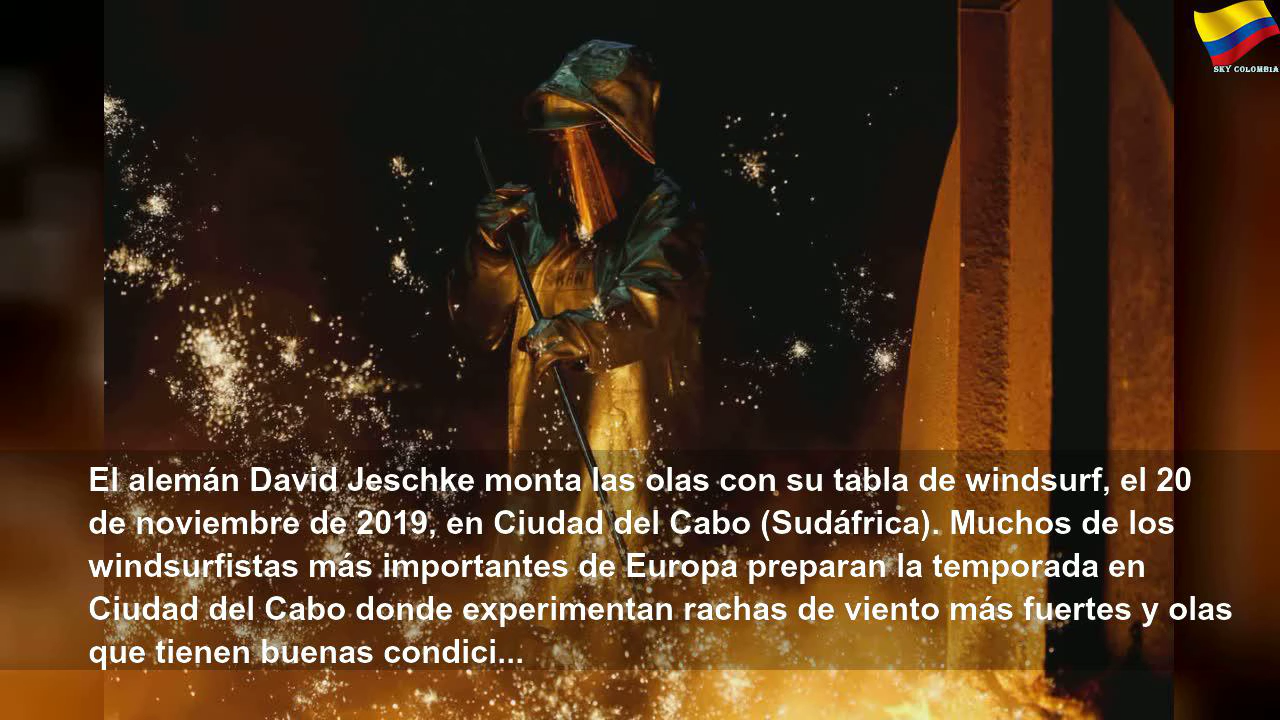 SKY COLOMBIA
El alemán David Jeschke monta las olas con su tabla de windsurf, el 20
de noviembre de 2019, en Ciudad del Cabo (Sudáfrica). Muchos de los
windsurfistas más importantes de Europa preparan la temporada en
Ciudad del Cabo donde experimentan rachas de viento más fuertes y olas
que tienen buenas condici...